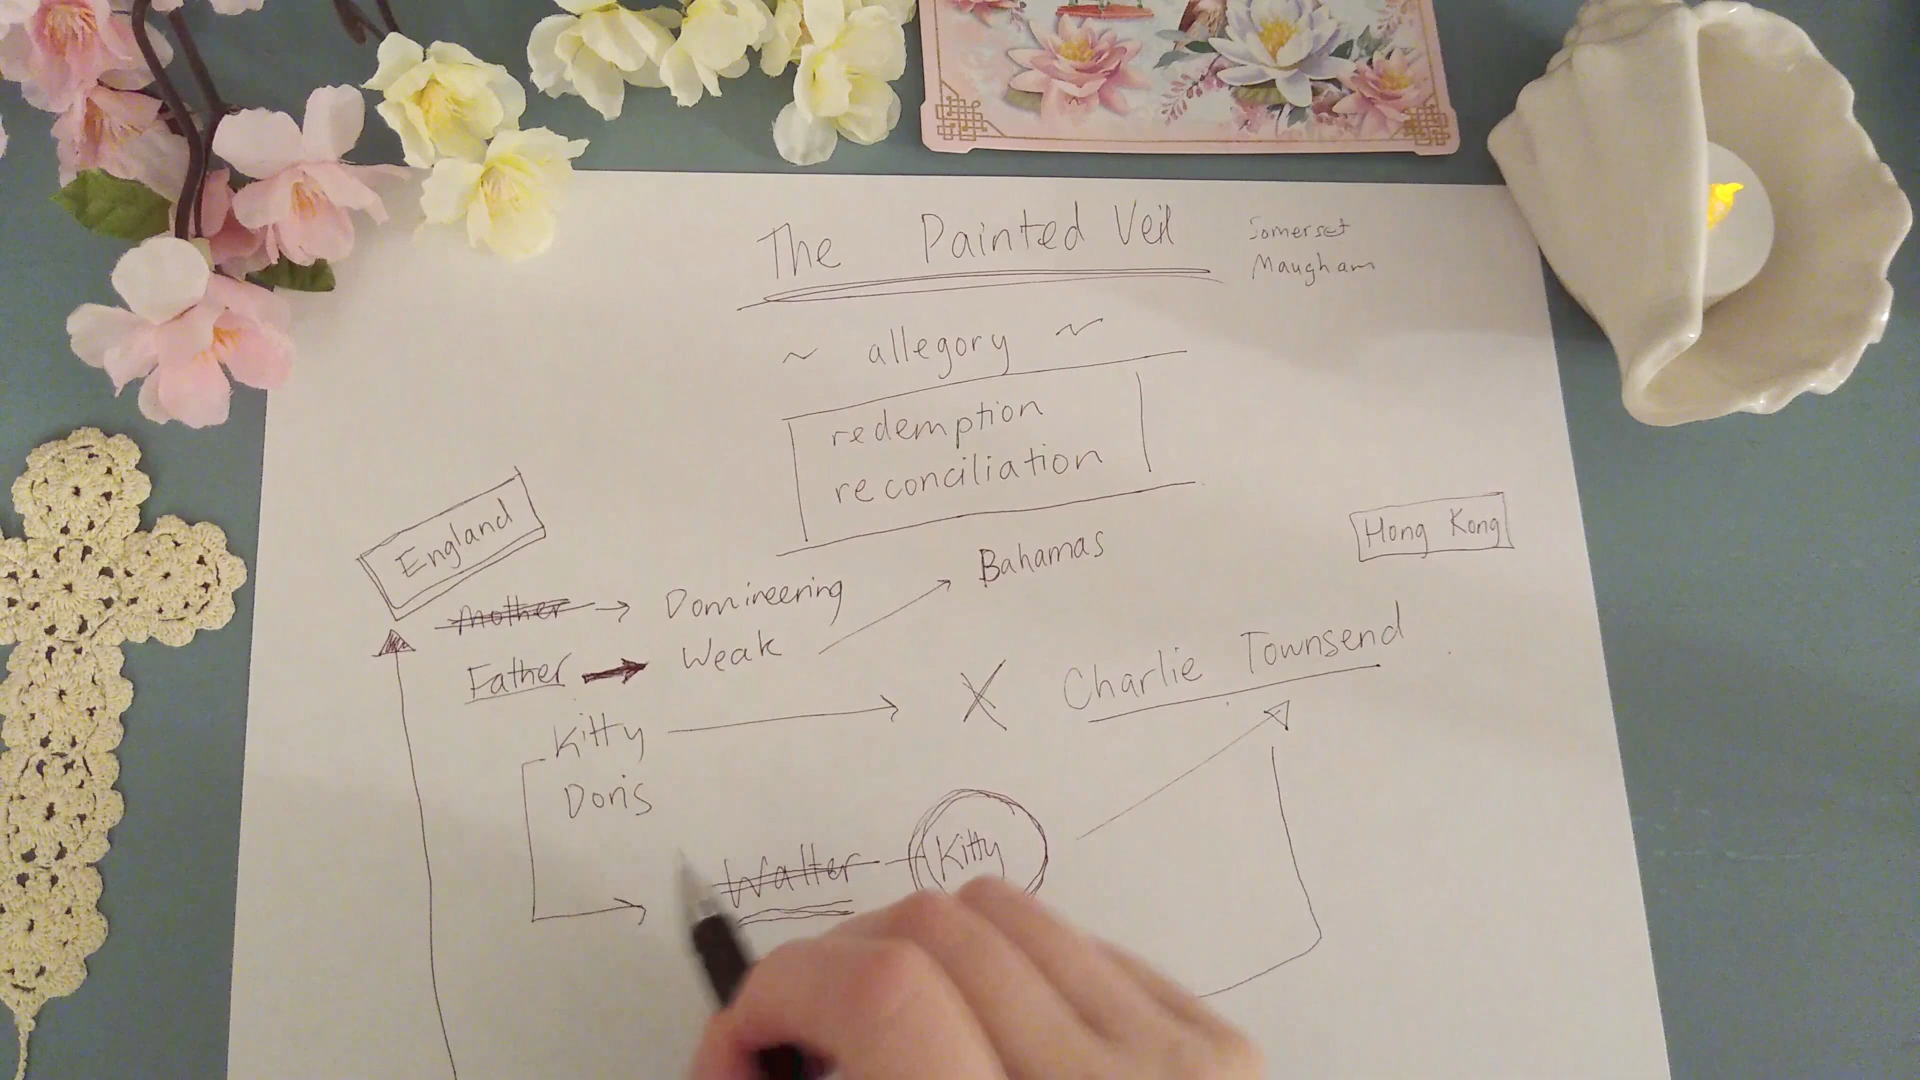 The Painted Veil
Somerset
Maugham
~ allegory ~
redemption
reconciliation
England
Hong Kong
Mother → Domineering
Bahamas
Father → Weak
Charlie Townsend
Kitty
Doris
Walter
Kitty